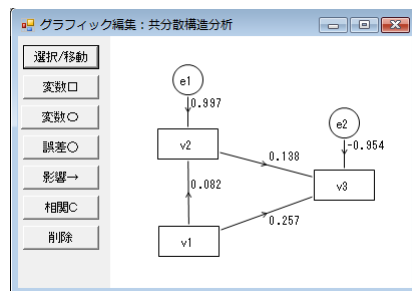 グラフィック編集：共分散構造分析
選択/移動
変数□
変数○
誤差○
影響→
相関C
削除
e1
0.997
e2
v2
-0.954
0.138
v3
0.082
0.257
v1